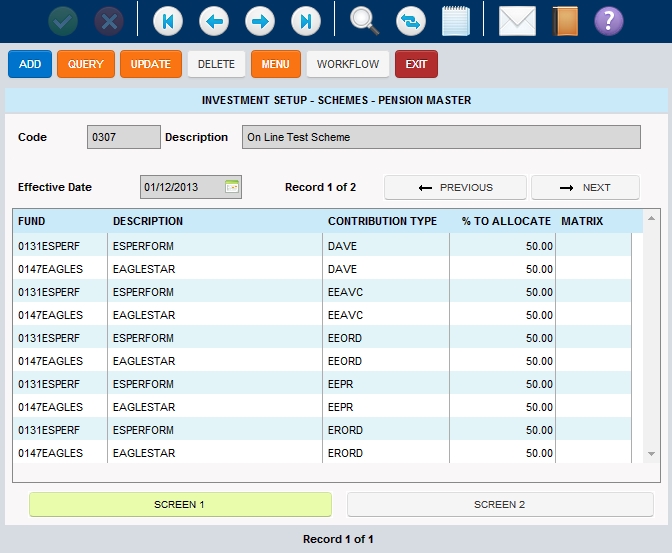 ?
ADD QUERY UPDATE DELETE MENU WORKFLOW EXIT
INVESTMENT SETUP - SCHEMES - PENSION MASTER
Code 0307 Description On Line Test Scheme
Effective Date 01/12/2013 Record 1 of 2 PREVIOUS NEXT
FUND DESCRIPTION CONTRIBUTION TYPE % TO ALLOCATE MATRIX
0131ESPERF ESPERFORM DAVE 50.00
0147EAGLES EAGLESTAR DAVE 50.00
0131ESPERF ESPERFORM EEAVC 50.00
0147EAGLES EAGLESTAR EEAVC 50.00
0131ESPERF ESPERFORM EEORD 50.00
0147EAGLES EAGLESTAR EEORD 50.00
0131ESPERF ESPERFORM EEPR 50.00
0147EAGLES EAGLESTAR EEPR 50.00
0131ESPERF ESPERFORM ERORD 50.00
0147EAGLES EAGLESTAR ERORD 50.00
SCREEN 1 SCREEN 2
Record 1 of 1